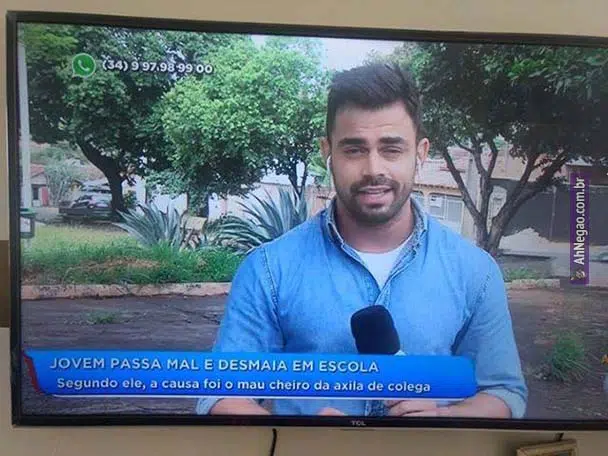 (34) 9 97.98 99 00
AhNegao.com.br
JOVEM PASSA MAL E DESMAIA EM ESCOLA
Segundo ele, a causa foi o mau cheiro da axila de colega
TCL